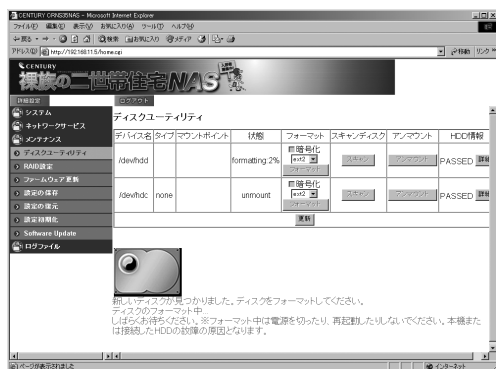 CENTURY CRNS35NAS - Microsoft Internet Explorer
ファイル(F) 編集(E) 表示(V) お気に入り(A) ツール(T) ヘルプ(H)
戻る 検索 お気に入り メディア
アドレス(D) http://192.168.11.5/home.cgi 移動 リンク
CENTURY
裸族の二世帯住宅NAS
詳細設定 ログアウト
システム
ネットワークサービス
メンテナンス
ディスクユーティリティ
RAID設定
ファームウェア更新
設定の保存
設定の復元
設定初期化
Software Update
ログファイル
ディスクユーティリティ
デバイス名 タイプ マウントポイント 状態 フォーマット スキャンディスク アンマウント HDD情報
/dev/hdd formatting:2% 暗号化 ext2 フォーマット スキャン アンマウント PASSED 詳細
/dev/hdc none unmount 暗号化 ext2 フォーマット スキャン アンマウント PASSED 詳細
更新
新しいディスクが見つかりました。ディスクをフォーマットしてください。
ディスクのフォーマット中...
しばらくお待ちください。※フォーマット中は電源を切ったり、再起動したりしないでください。本機また
は接続したHDDの故障の原因となります。
ページが表示されました インターネット